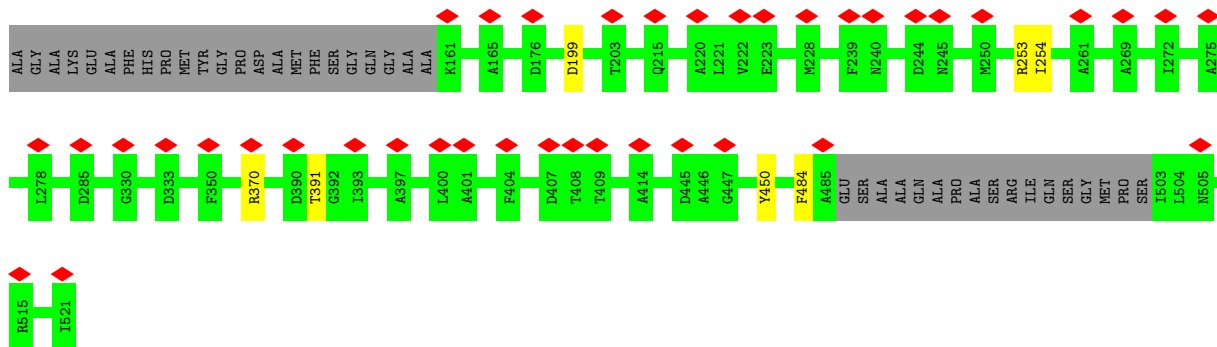 ALA GLY ALA LYS GLU ALA PHE HIS PRO MET TYR GLY PRO ASP ALA MET PHE SER GLY GLN GLY ALA ALA K161 A165 D176 D199 T203 Q215 A220 L221 V222 E223 M228 F239 N240 D244 N245 M250 R253 I254 A261 A269 I272 A275
L278 D285 G330 D333 F350 R370 D390 T391 G392 I393 A397 L400 A401 F404 D407 T408 T409 A414 D445 A446 G447 Y450 F484 A485 GLU SER ALA ALA GLN ALA PRO ALA SER ARG ILE GLN SER GLY MET PRO SER I503 L504 N505
R515 I521